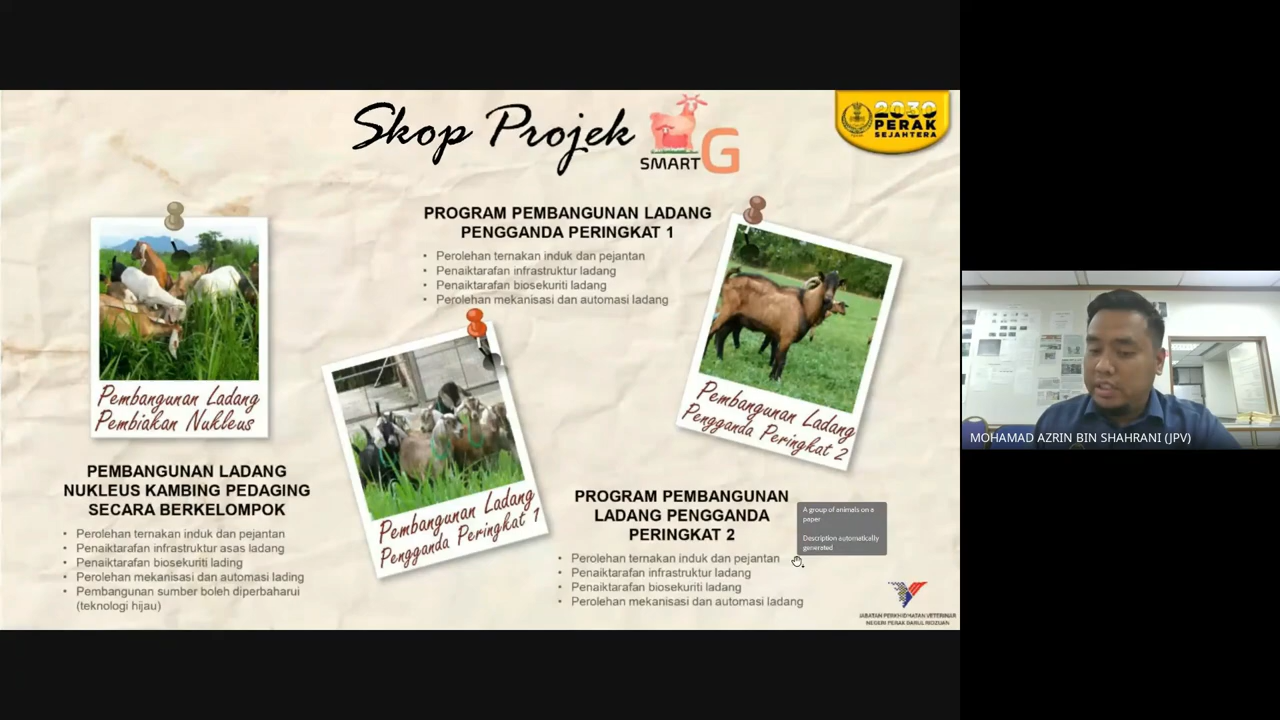 Skop Projek
SMART G
2030
PERAK
SEJAHTERA
PROGRAM PEMBANGUNAN LADANG
PENGGANDA PERINGKAT 1
• Perolehan ternakan induk dan pejantan
• Penaiktarafan infrastruktur ladang
• Penaiktarafan biosekuriti ladang
• Perolehan mekanisasi dan automasi ladang
Pembangunan Ladang
Pembiakan Nukleus
Pembangunan Ladang
Pengganda Peringkat 1
Pembangunan Ladang
Pengganda Peringkat 2
PEMBANGUNAN LADANG
NUKLEUS KAMBING PEDAGING
SECARA BERKELOMPOK
• Perolehan ternakan induk dan pejantan
• Penaiktarafan infrastruktur asas ladang
• Penaiktarafan biosekuriti lading
• Perolehan mekanisasi dan automasi lading
• Pembangunan sumber boleh diperbaharui
(teknologi hijau)
PROGRAM PEMBANGUNAN
LADANG PENGGANDA
PERINGKAT 2
• Perolehan ternakan induk dan pejantan
• Penaiktarafan infrastruktur ladang
• Penaiktarafan biosekuriti ladang
• Perolehan mekanisasi dan automasi ladang
A group of animals on a
paper
Description automatically
generated
JABATAN PERKHIDMATAN VETERINAR
NEGERI PERAK DARUL RIDZUAN
MOHAMAD AZRIN BIN SHAHRANI (JPV)